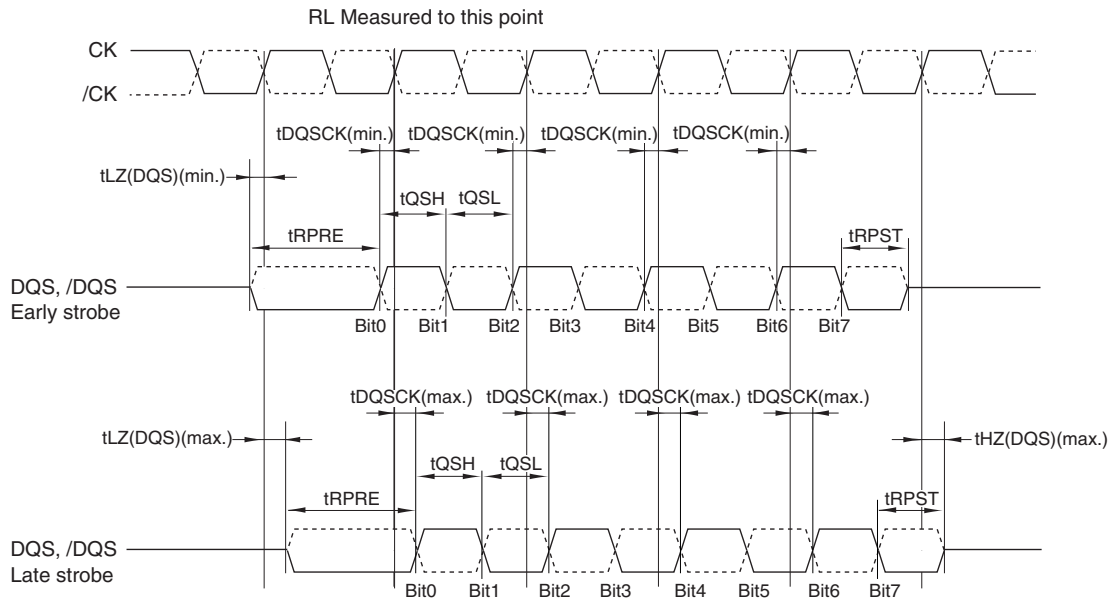 RL Measured to this point
CK
/CK
tDQSCK(min.) tDQSCK(min.) tDQSCK(min.) tDQSCK(min.)
tLZ(DQS)(min.)
tQSH tQSL
tRPRE tRPST
DQS, /DQS
Early strobe
Bit0 Bit1 Bit2 Bit3 Bit4 Bit5 Bit6 Bit7
tDQSCK(max.) tDQSCK(max.) tDQSCK(max.) tDQSCK(max.)
tLZ(DQS)(max.) tHZ(DQS)(max.)
tQSH tQSL
tRPRE tRPST
DQS, /DQS
Late strobe
Bit0 Bit1 Bit2 Bit3 Bit4 Bit5 Bit6 Bit7